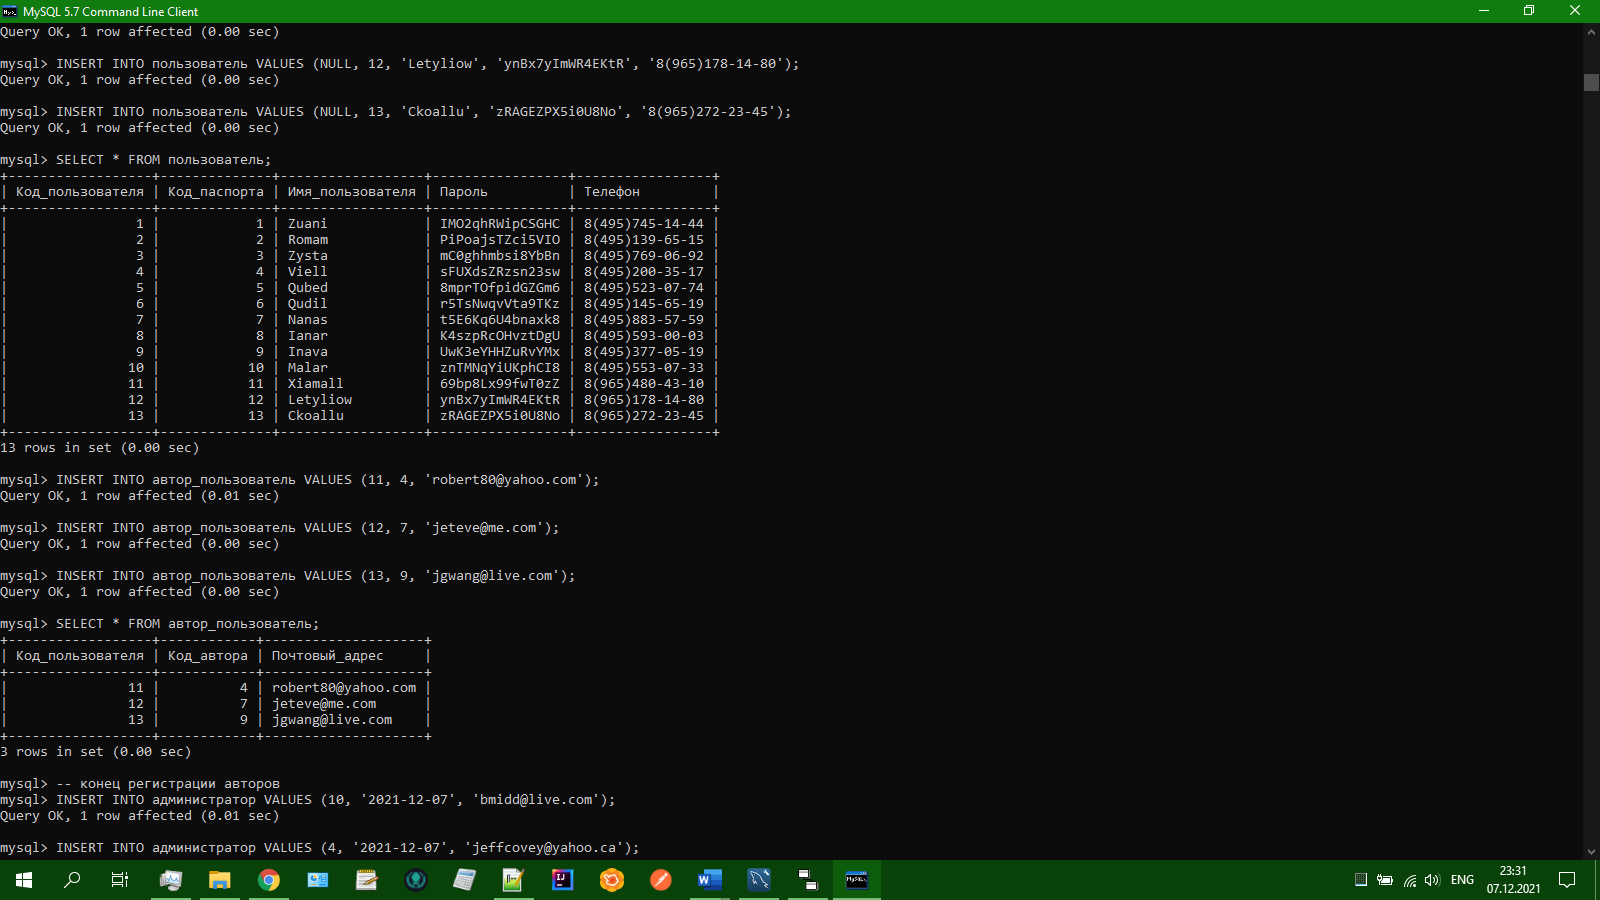 MySQL 5.7 Command Line Client
Query OK, 1 row affected (0.00 sec)
mysql> INSERT INTO пользователь VALUES (NULL, 12, 'Letyliow', 'ynBx7yImWR4EKtR', '8(965)178-14-80');
Query OK, 1 row affected (0.00 sec)
mysql> INSERT INTO пользователь VALUES (NULL, 13, 'Ckoallu', 'zRAGEZPX5i0U8No', '8(965)272-23-45');
Query OK, 1 row affected (0.00 sec)
mysql> SELECT * FROM пользователь;
+------------------+--------------+------------------+-----------------+-----------------+
| Код_пользователя | Код_паспорта | Имя_пользователя | Пароль          | Телефон         |
+------------------+--------------+------------------+-----------------+-----------------+
|                1 |            1 | Zuani            | IMO2qhRWipCSGHC | 8(495)745-14-44 |
|                2 |            2 | Romam            | PiPoajsTZci5VIO | 8(495)139-65-15 |
|                3 |            3 | Zysta            | mC0ghhmbsi8YbBn | 8(495)769-06-92 |
|                4 |            4 | Viell            | sFUXdsZRzsn23sw | 8(495)200-35-17 |
|                5 |            5 | Qubed            | 8mprTOfpidGZGm6 | 8(495)523-07-74 |
|                6 |            6 | Qudil            | r5TsNwqvVta9TKz | 8(495)145-65-19 |
|                7 |            7 | Nanas            | t5E6Kq6U4bnaxk8 | 8(495)883-57-59 |
|                8 |            8 | Ianar            | K4szpRcOHvztDgU | 8(495)593-00-03 |
|                9 |            9 | Inava            | UwK3eYHHZuRvYMx | 8(495)377-05-19 |
|               10 |           10 | Malar            | znTMNqYiUKphCI8 | 8(495)553-07-33 |
|               11 |           11 | Xiamall          | 69bp8Lx99fwT0zZ | 8(965)480-43-10 |
|               12 |           12 | Letyliow         | ynBx7yImWR4EKtR | 8(965)178-14-80 |
|               13 |           13 | Ckoallu          | zRAGEZPX5i0U8No | 8(965)272-23-45 |
+------------------+--------------+------------------+-----------------+-----------------+
13 rows in set (0.00 sec)
mysql> INSERT INTO автор_пользователь VALUES (11, 4, 'robert80@yahoo.com');
Query OK, 1 row affected (0.01 sec)
mysql> INSERT INTO автор_пользователь VALUES (12, 7, 'jeteve@me.com');
Query OK, 1 row affected (0.00 sec)
mysql> INSERT INTO автор_пользователь VALUES (13, 9, 'jgwang@live.com');
Query OK, 1 row affected (0.00 sec)
mysql> SELECT * FROM автор_пользователь;
+------------------+------------+--------------------+
| Код_пользователя | Код_автора | Почтовый_адрес     |
+------------------+------------+--------------------+
|               11 |          4 | robert80@yahoo.com |
|               12 |          7 | jeteve@me.com      |
|               13 |          9 | jgwang@live.com    |
+------------------+------------+--------------------+
3 rows in set (0.00 sec)
mysql> -- конец регистрации авторов
mysql> INSERT INTO администратор VALUES (10, '2021-12-07', 'bmidd@live.com');
Query OK, 1 row affected (0.01 sec)
mysql> INSERT INTO администратор VALUES (4, '2021-12-07', 'jeffcovey@yahoo.ca');
ENG
23:31
07.12.2021